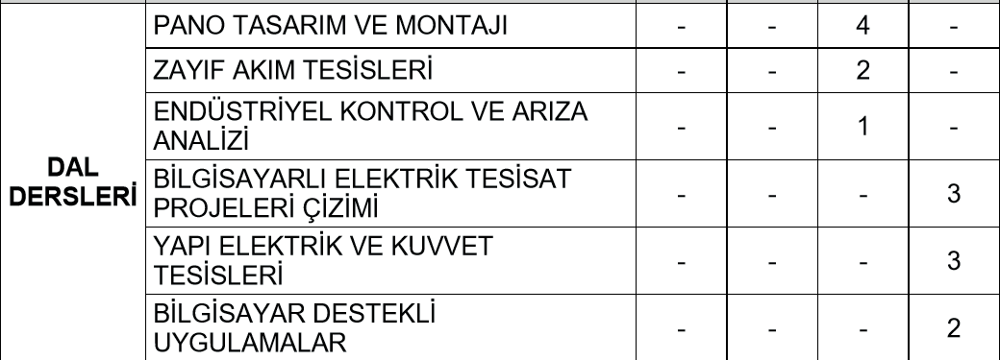 DAL
DERSLERİ
PANO TASARIM VE MONTAJI - - 4 -
ZAYIF AKIM TESİSLERİ - - 2 -
ENDÜSTRİYEL KONTROL VE ARIZA
ANALİZİ - - 1 -
BİLGİSAYARLI ELEKTRİK TESİSAT
PROJELERİ ÇİZİMİ - - - 3
YAPI ELEKTRİK VE KUVVET
TESİSLERİ - - - 3
BİLGİSAYAR DESTEKLİ
UYGULAMALAR - - - 2